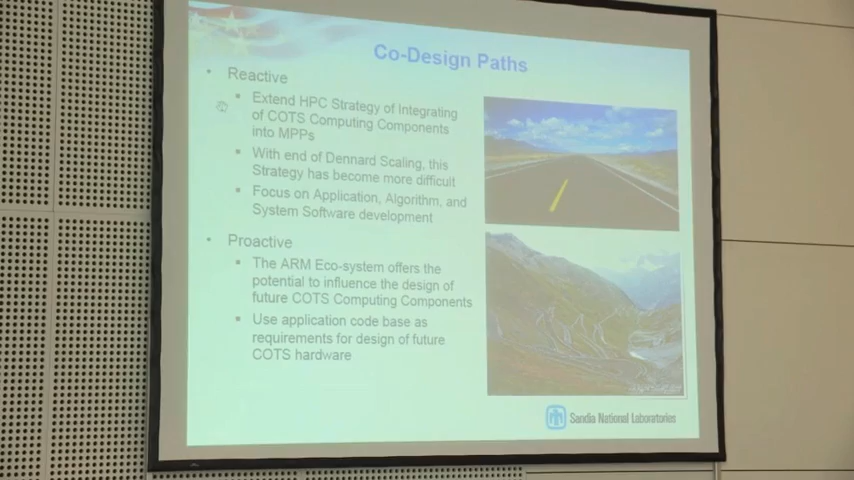 Co-Design Paths
• Reactive
▪ Extend HPC Strategy of Integrating
of COTS Computing Components
into MPPs
▪ With end of Dennard Scaling, this
Strategy has become more difficult
▪ Focus on Application, Algorithm, and
System Software development
• Proactive
▪ The ARM Eco-system offers the
potential to influence the design of
future COTS Computing Components
▪ Use application code base as
requirements for design of future
COTS hardware
Sandia National Laboratories